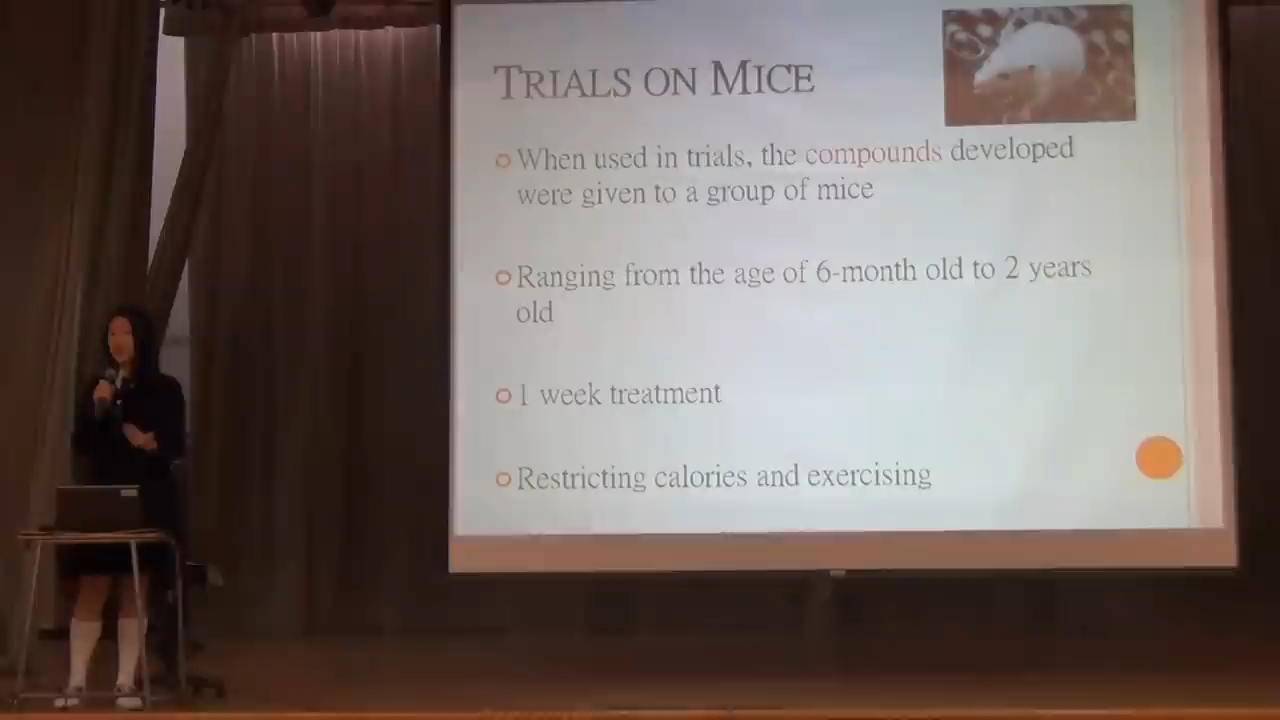 TRIALS ON MICE
When used in trials, the compounds developed
were given to a group of mice
Ranging from the age of 6-month old to 2 years
old
1 week treatment
Restricting calories and exercising